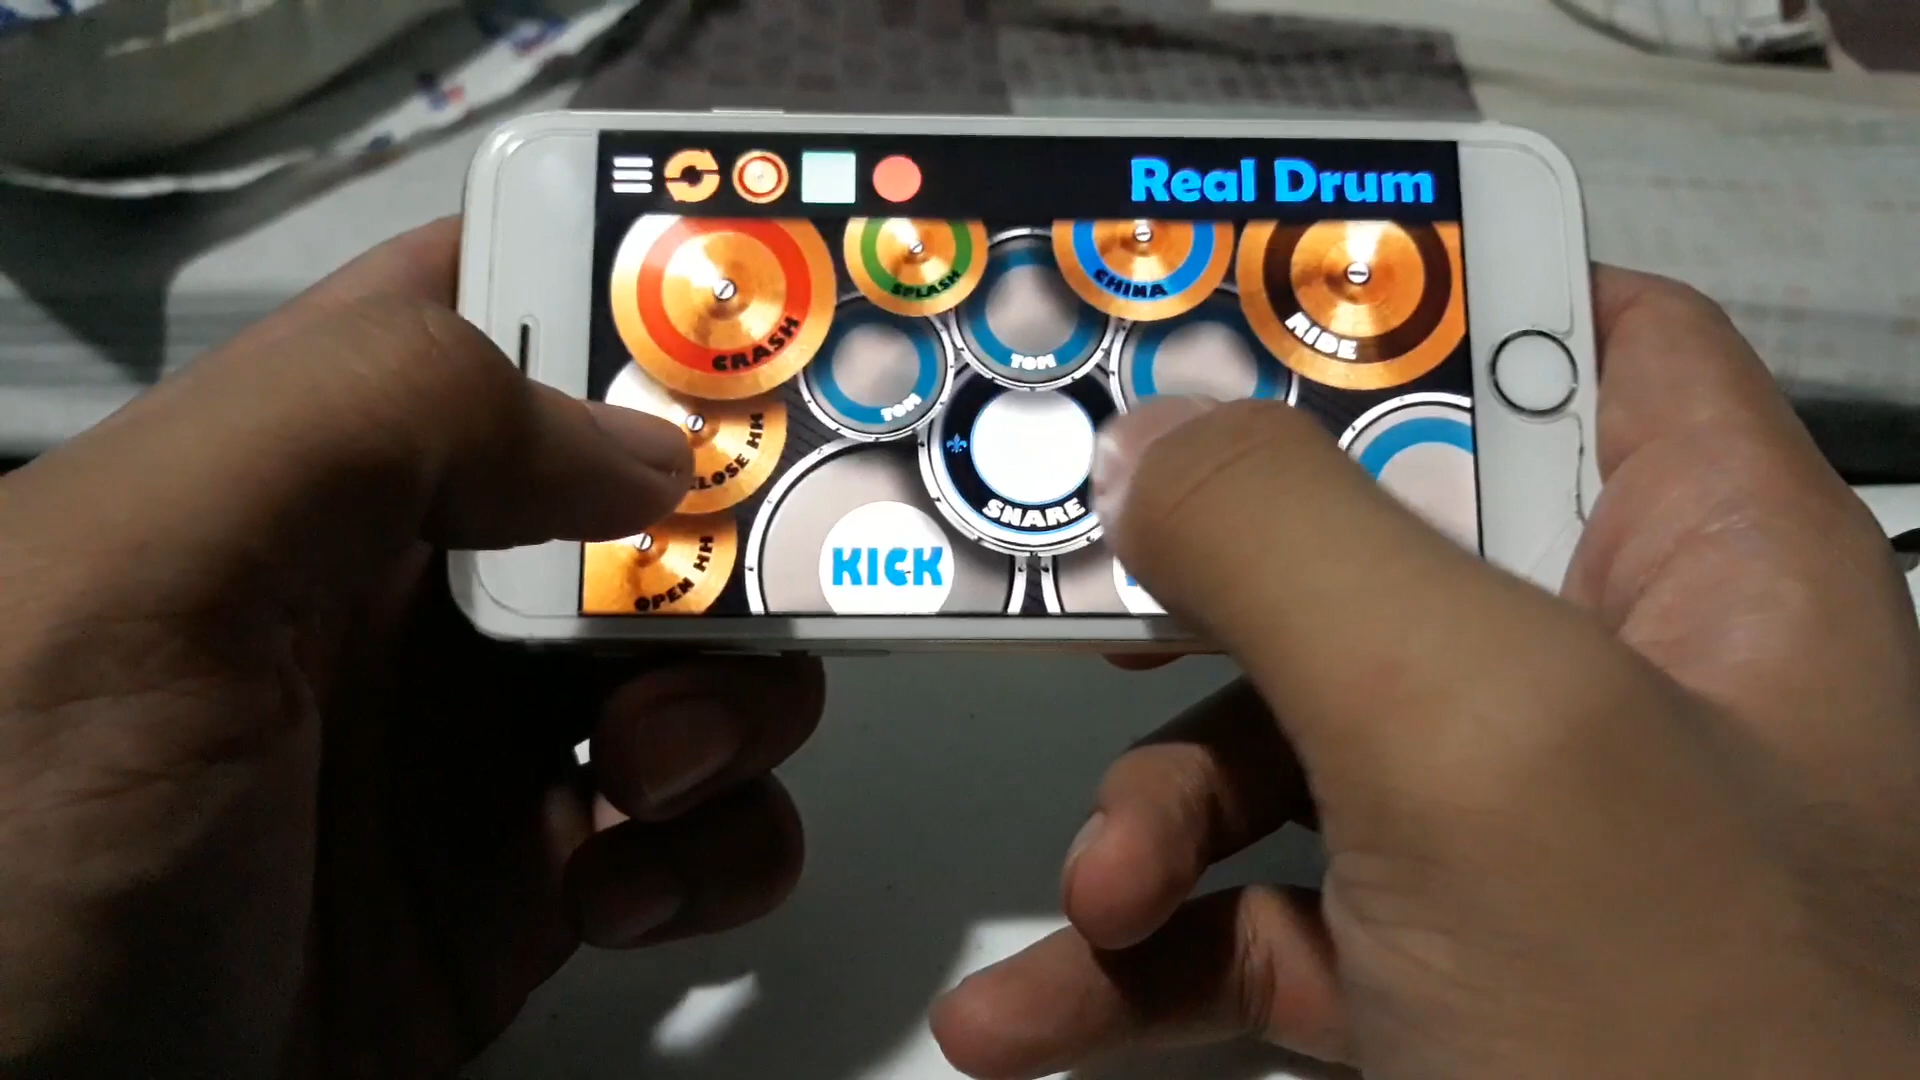 Real Drum
CRASH
SPLASH
CHINA
RIDE
TOM
TOM
CLOSE HH
SNARE
OPEN HH
KICK